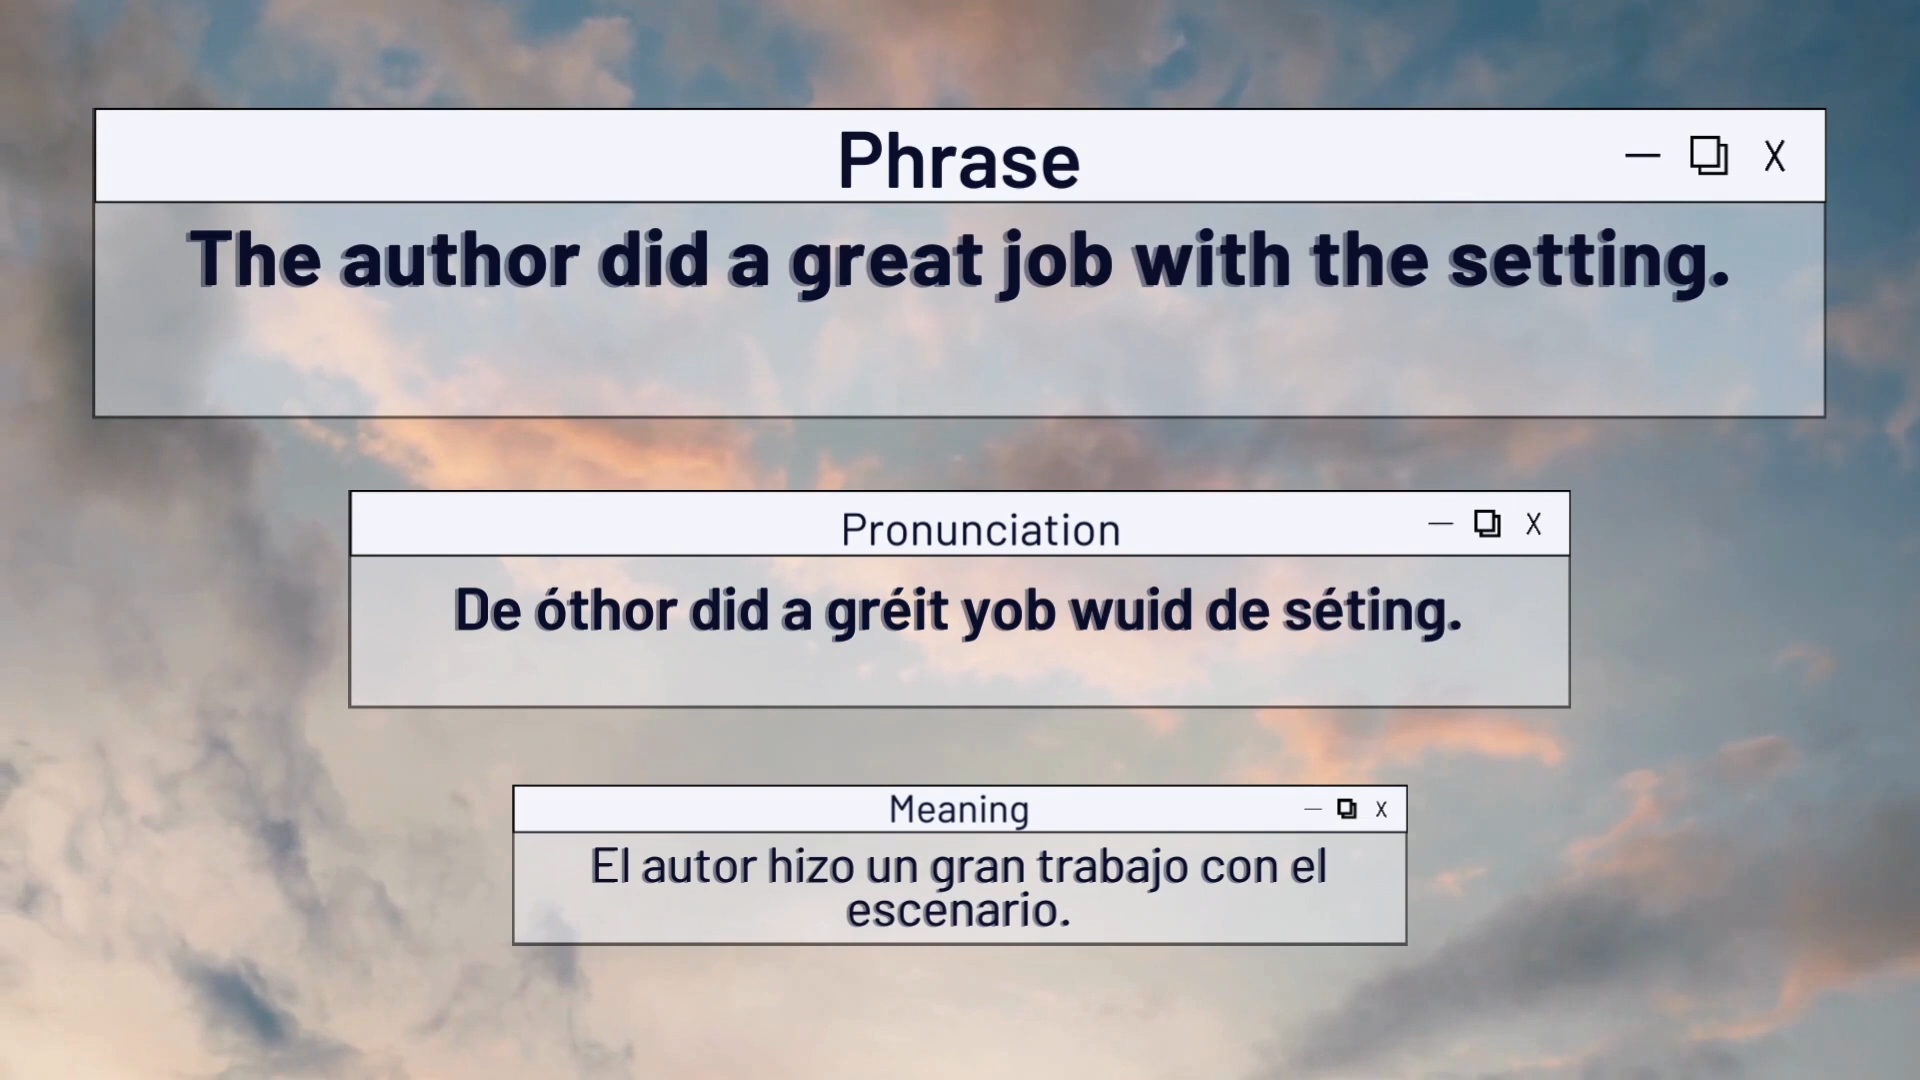 Phrase
The author did a great job with the setting.
Pronunciation
De óthor did a gréit yob wuid de séting.
Meaning
El autor hizo un gran trabajo con el
escenario.